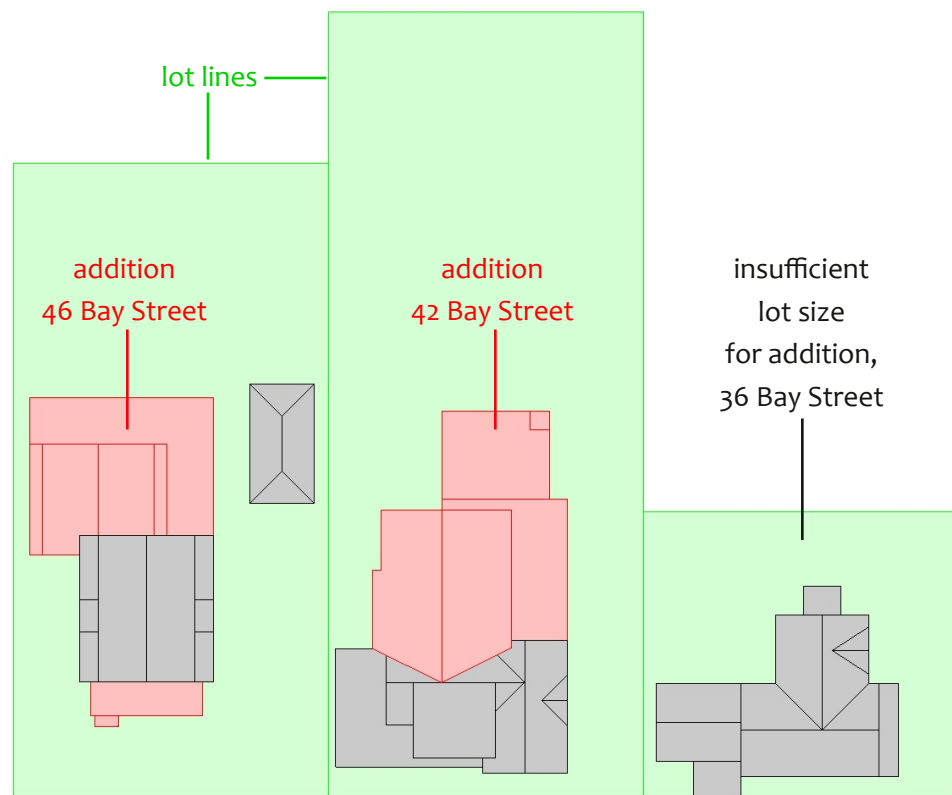 lot lines
addition
46 Bay Street
addition
42 Bay Street
insufficient
lot size
for addition,
36 Bay Street